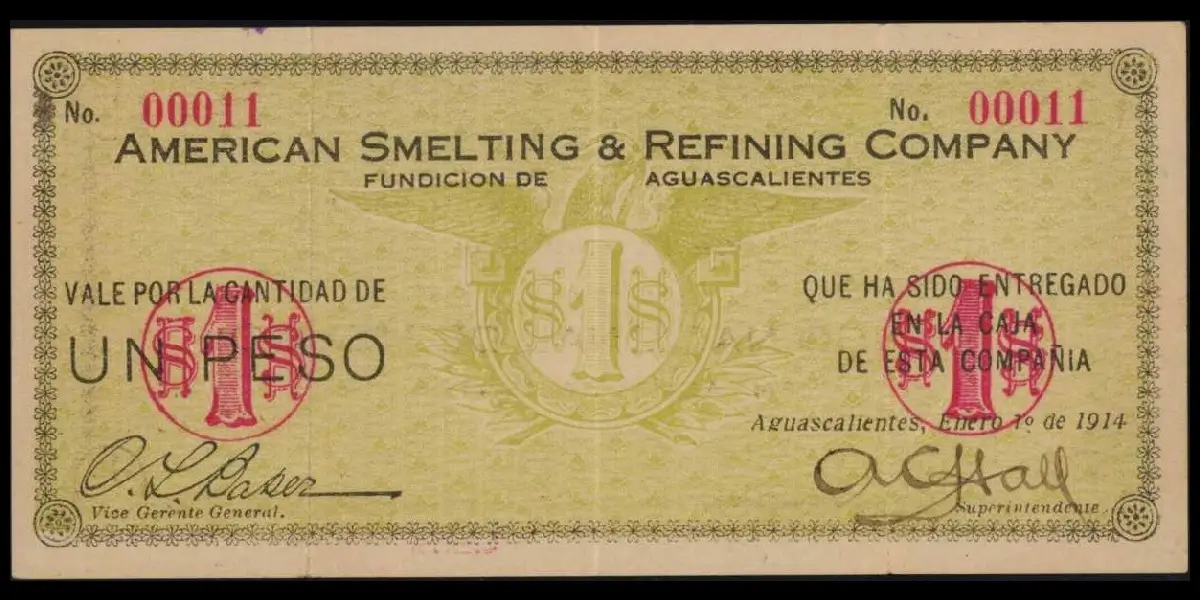 No. 00011 No. 00011
AMERICAN SMELTING & REFINING COMPANY
FUNDICION DE AGUASCALIENTES
VALE POR LA CANTIDAD DE
UN PESO
QUE HA SIDO ENTREGADO
EN LA CAJA
DE ESTA COMPAÑIA
$1$
$1$
$1$
Aguascalientes, Enero 1º de 1914
O. L. Baker
Vice Gerente General.
A C Hall
Superintendente.